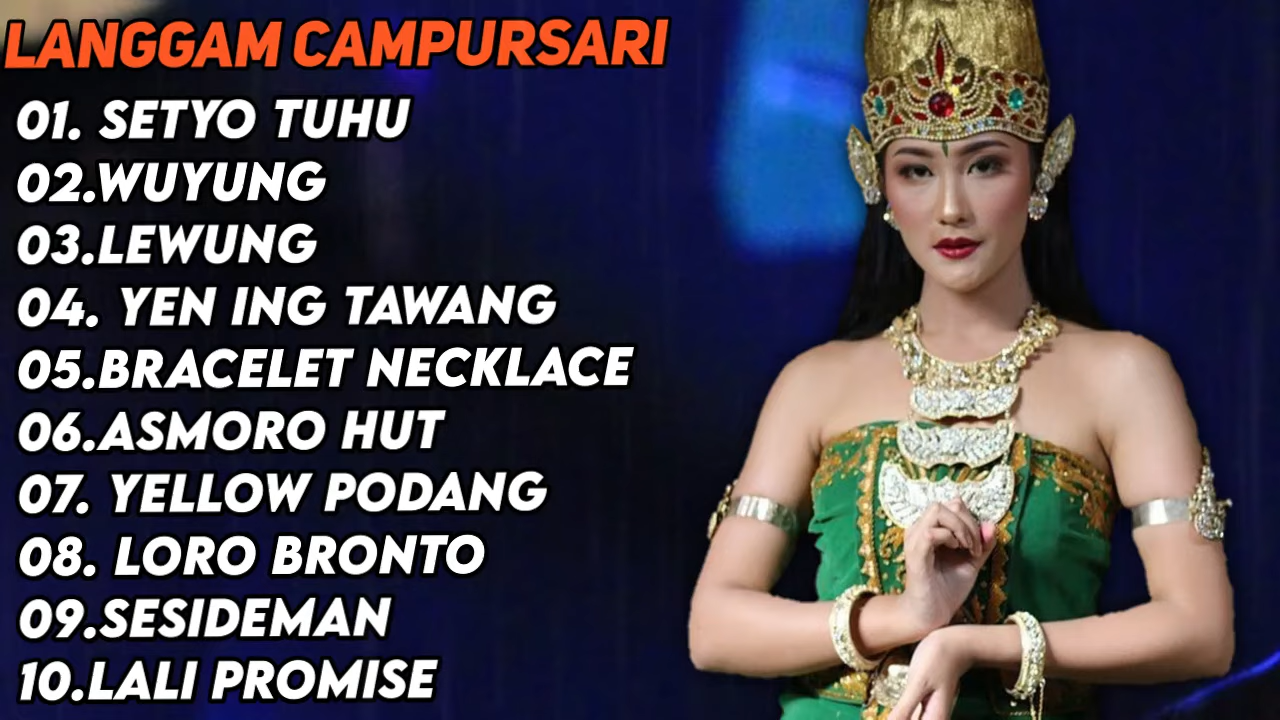 LANGGAM CAMPURSARI
01. SETYO TUHU
02.WUYUNG
03.LEWUNG
04. YEN ING TAWANG
05.BRACELET NECKLACE
06.ASMORO HUT
07. YELLOW PODANG
08. LORO BRONTO
09.SESIDEMAN
10.LALI PROMISE